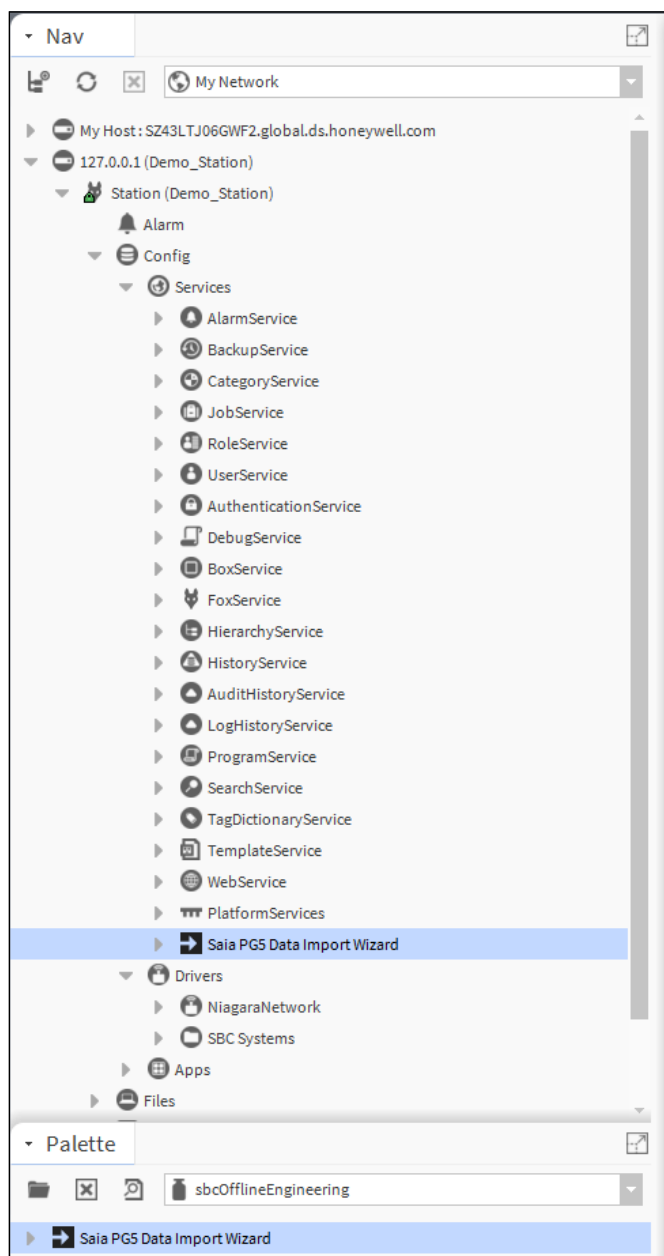 Nav
My Network
My Host : SZ43LTJ06GWF2.global.ds.honeywell.com
127.0.0.1 (Demo_Station)
Station (Demo_Station)
Alarm
Config
Services
AlarmService
BackupService
CategoryService
JobService
RoleService
UserService
AuthenticationService
DebugService
BoxService
FoxService
HierarchyService
HistoryService
AuditHistoryService
LogHistoryService
ProgramService
SearchService
TagDictionaryService
TemplateService
WebService
PlatformServices
Saia PG5 Data Import Wizard
Drivers
NiagaraNetwork
SBC Systems
Apps
Files
Palette
sbcOfflineEngineering
Saia PG5 Data Import Wizard